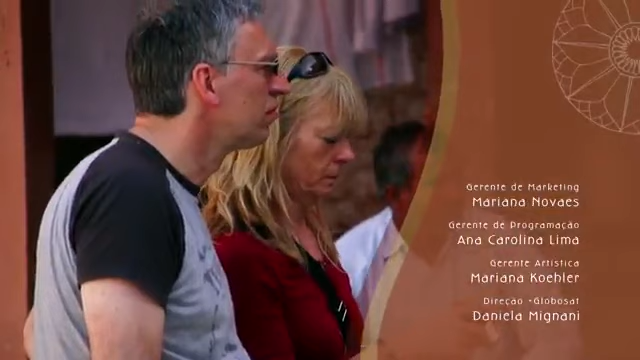 Gerente de Marketing
Mariana Novaes
Gerente de Programação
Ana Carolina Lima
Gerente Artística
Mariana Koehler
Direção -Globosat
Daniela Mignani